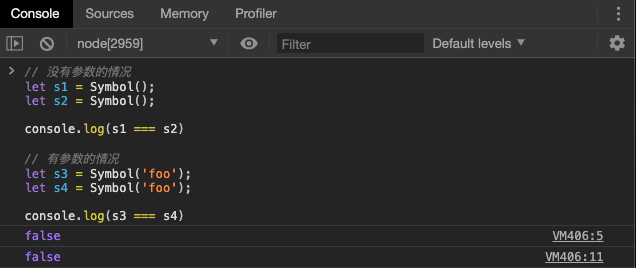 Console Sources Memory Profiler
node[2959] Filter Default levels
// 没有参数的情况
let s1 = Symbol();
let s2 = Symbol();
console.log(s1 === s2)
// 有参数的情况
let s3 = Symbol('foo');
let s4 = Symbol('foo');
console.log(s3 === s4)
false VM406:5
false VM406:11